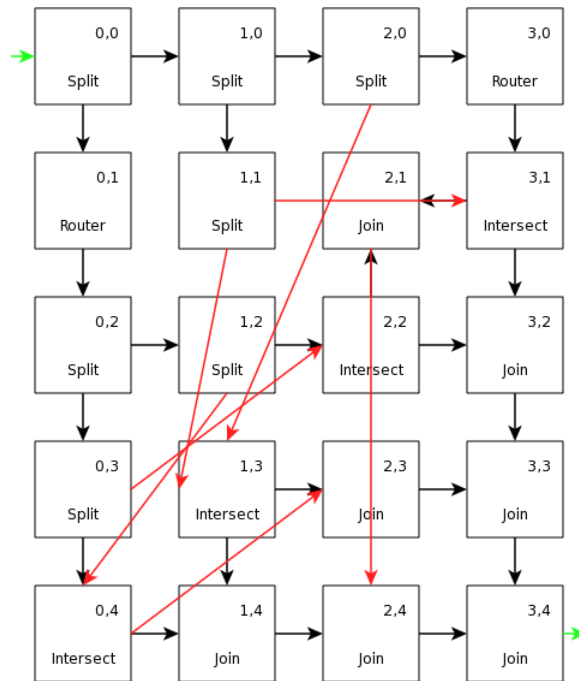 0,0 1,0 2,0 3,0
Split Split Split Router
0,1 1,1 2,1 3,1
Router Split Join Intersect
0,2 1,2 2,2 3,2
Split Split Intersect Join
0,3 1,3 2,3 3,3
Split Intersect Join Join
0,4 1,4 2,4 3,4
Intersect Join Join Join